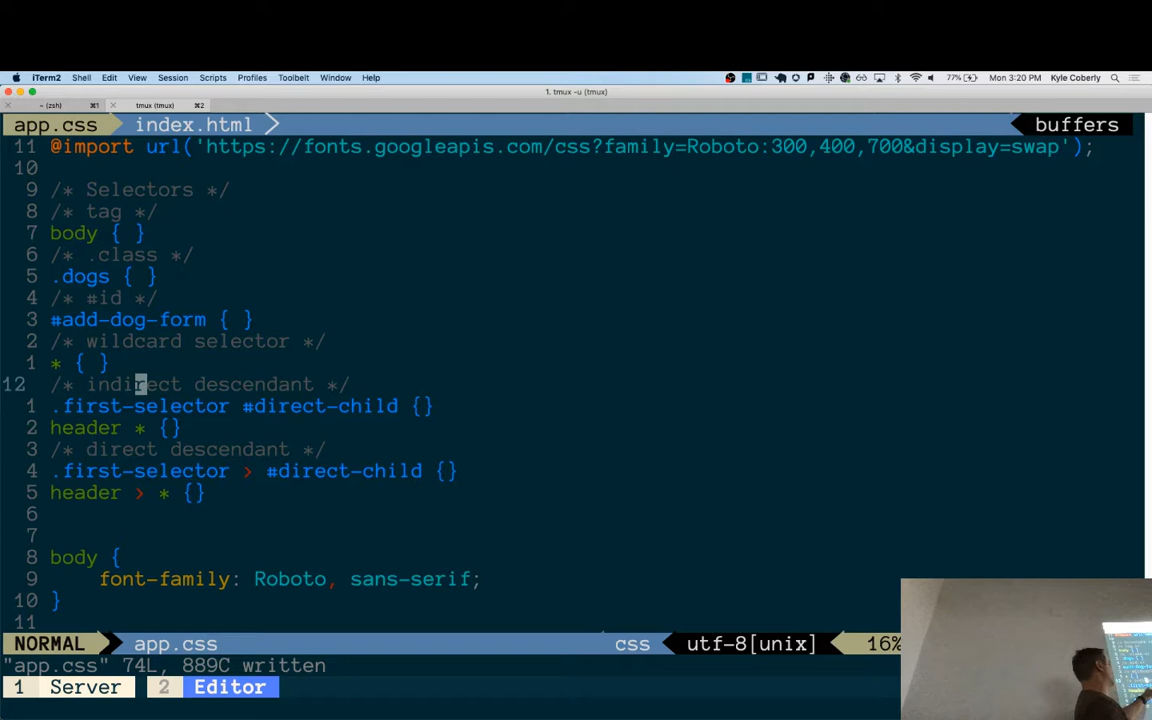 iTerm2 Shell Edit View Session Scripts Profiles Toolbelt Window Help 77% Mon 3:20 PM Kyle Coberly
1. tmux -u (tmux)
~ (zsh) ⌘1 tmux (tmux) ⌘2
app.css index.html buffers
11 @import url('https://fonts.googleapis.com/css?family=Roboto:300,400,700&display=swap');
10
9 /* Selectors */
8 /* tag */
7 body { }
6 /* .class */
5 .dogs { }
4 /* #id */
3 #add-dog-form { }
2 /* wildcard selector */
1 * { }
12 /* indirect descendant */
1 .first-selector #direct-child {}
2 header * {}
3 /* direct descendant */
4 .first-selector > #direct-child {}
5 header > * {}
6
7
8 body {
9 font-family: Roboto, sans-serif;
10 }
11
NORMAL app.css css utf-8[unix] 16%
"app.css" 74L, 889C written
1 Server 2 Editor